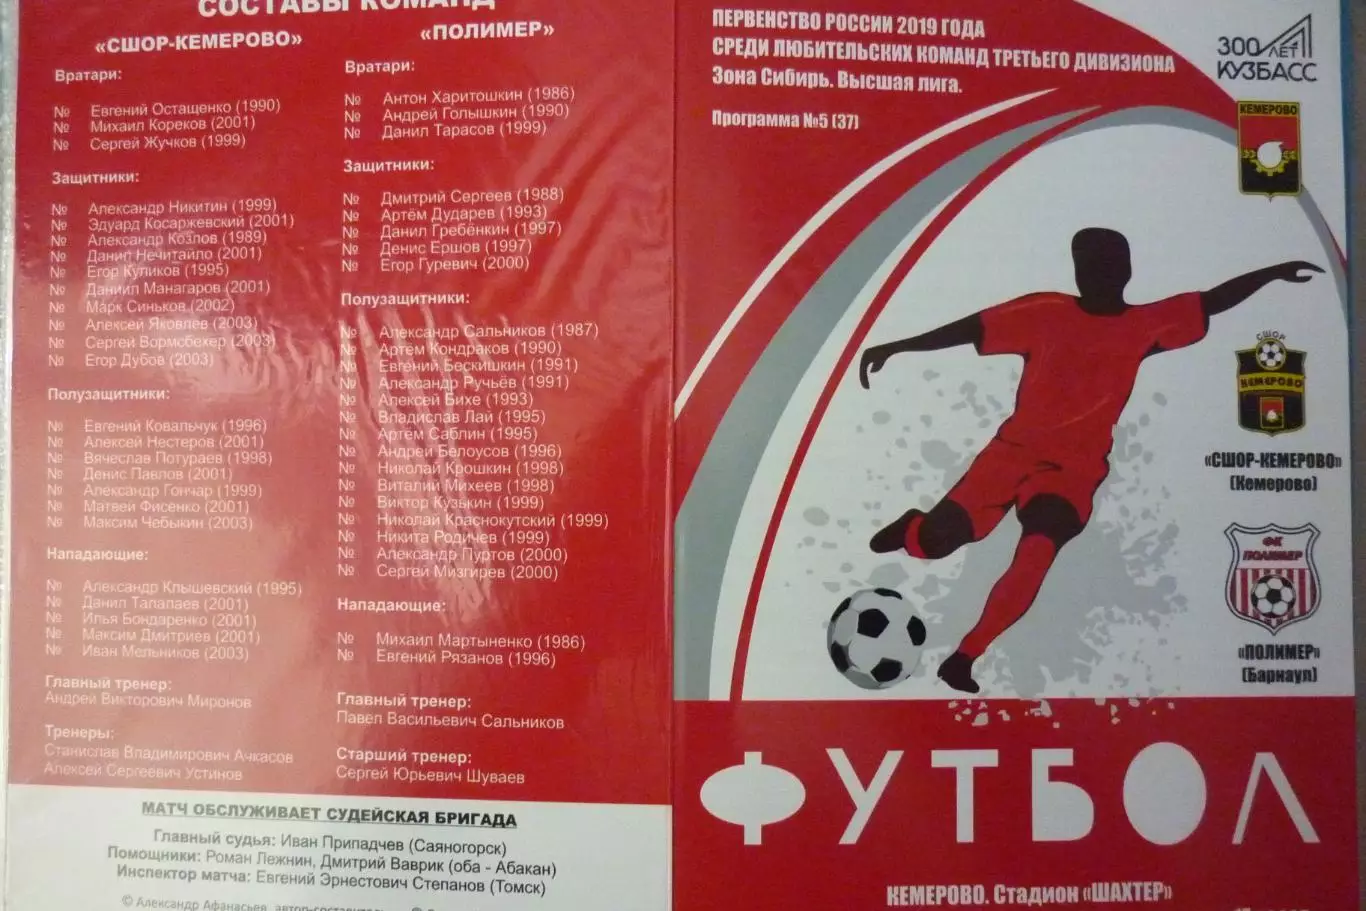 СОСТАВЫ КОМАНД
«СШОР-КЕМЕРОВО»
Вратари:
№ Евгений Остащенко (1990)
№ Михаил Кореков (2001)
№ Сергей Жучков (1999)
Защитники:
№ Александр Никитин (1999)
№ Эдуард Косаржевский (2001)
№ Александр Козлов (1989)
№ Данил Нечитайло (2001)
№ Егор Куликов (1995)
№ Даниил Манагаров (2001)
№ Марк Синьков (2002)
№ Алексей Яковлев (2003)
№ Сергей Вормсбехер (2003)
№ Егор Дубов (2003)
Полузащитники:
№ Евгений Ковальчук (1996)
№ Алексей Нестеров (2001)
№ Вячеслав Потураев (1998)
№ Денис Павлов (2001)
№ Александр Гончар (1999)
№ Матвей Фисенко (2001)
№ Максим Чебыкин (2003)
Нападающие:
№ Александр Клышевский (1995)
№ Данил Талапаев (2001)
№ Илья Бондаренко (2001)
№ Максим Дмитриев (2001)
№ Иван Мельников (2003)
Главный тренер:
Андрей Викторович Миронов
Тренеры:
Станислав Владимирович Ачкасов
Алексей Сергеевич Устинов
«ПОЛИМЕР»
Вратари:
№ Антон Харитошкин (1986)
№ Андрей Голышкин (1990)
№ Данил Тарасов (1999)
Защитники:
№ Дмитрий Сергеев (1988)
№ Артём Дударев (1993)
№ Данил Гребёнкин (1997)
№ Денис Ершов (1997)
№ Егор Гуревич (2000)
Полузащитники:
№ Александр Сальников (1987)
№ Артём Кондраков (1990)
№ Евгений Бескишкин (1991)
№ Александр Ручьёв (1991)
№ Алексей Бихе (1993)
№ Владислав Лай (1995)
№ Артём Саблин (1995)
№ Андрей Белоусов (1996)
№ Николай Крошкин (1998)
№ Виталий Михеев (1998)
№ Виктор Кузькин (1999)
№ Николай Краснокутский (1999)
№ Никита Родичев (1999)
№ Александр Пуртов (2000)
№ Сергей Мизгирев (2000)
Нападающие:
№ Михаил Мартыненко (1986)
№ Евгений Рязанов (1996)
Главный тренер:
Павел Васильевич Сальников
Старший тренер:
Сергей Юрьевич Шуваев
МАТЧ ОБСЛУЖИВАЕТ СУДЕЙСКАЯ БРИГАДА
Главный судья: Иван Припадчев (Саяногорск)
Помощники: Роман Лежнин, Дмитрий Ваврик (оба - Абакан)
Инспектор матча: Евгений Эрнестович Степанов (Томск)
© Александр Афанасьев, автор-составитель
ПЕРВЕНСТВО РОССИИ 2019 ГОДА
СРЕДИ ЛЮБИТЕЛЬСКИХ КОМАНД ТРЕТЬЕГО ДИВИЗИОНА
Зона Сибирь. Высшая лига.
Программа №5 (37)
300 ЛЕТ
КУЗБАСС
КЕМЕРОВО
СШОР
КЕМЕРОВО
«СШОР-КЕМЕРОВО»
(Кемерово)
ФК
ПОЛИМЕР
«ПОЛИМЕР»
(Барнаул)
ФУТБОЛ
КЕМЕРОВО. Стадион «ШАХТЕР»